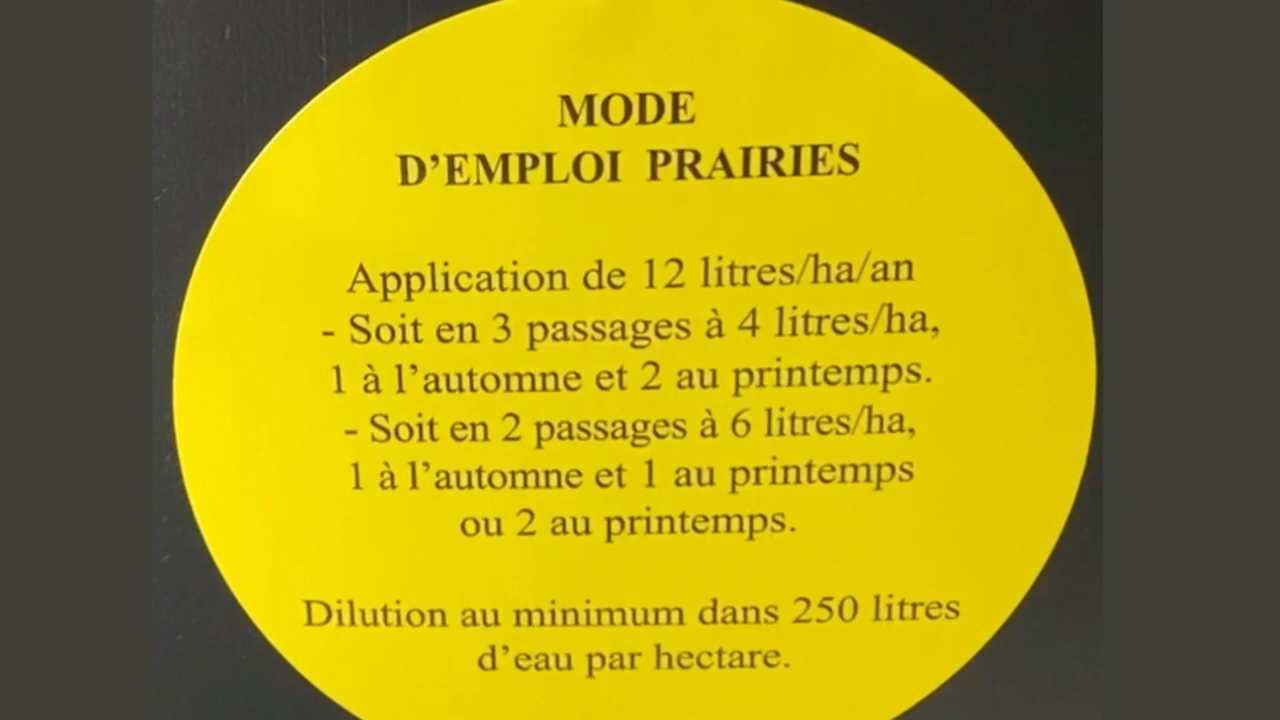 MODE
D'EMPLOI PRAIRIES
Application de 12 litres/ha/an
- Soit en 3 passages à 4 litres/ha,
1 à l'automne et 2 au printemps.
- Soit en 2 passages à 6 litres/ha,
1 à l'automne et 1 au printemps
ou 2 au printemps.
Dilution au minimum dans 250 litres
d'eau par hectare.